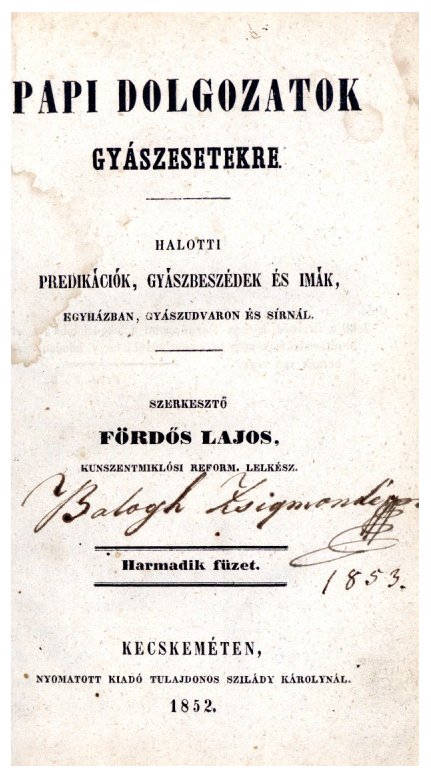 PAPI DOLGOZATOK
GYÁSZESETEKRE.
HALOTTI
PREDIKÁCIÓK, GYÁSZBESZÉDEK ÉS IMÁK,
EGYHÁZBAN, GYÁSZUDVARON ÉS SÍRNÁL.
SZERKESZTŐ
FÖRDŐS LAJOS,
KUNSZENTMIKLÓSI REFORM. LELKÉSZ.
Balogh Zsigmondé
Harmadik füzet.
1853.
KECSKEMÉTEN,
NYOMATOTT KIADÓ TULAJDONOS SZILÁDY KÁROLYNÁL.
1852.